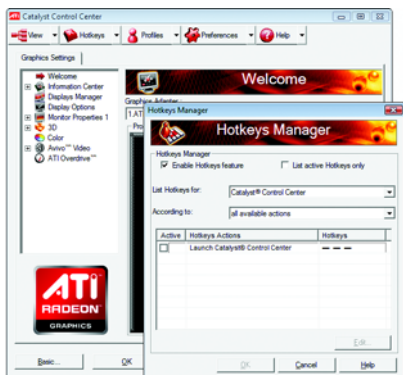 Catalyst Control Center
View Hotkeys Profiles Preferences Help
Graphics Settings
Welcome
Information Center
Displays Manager
Display Options
Monitor Properties 1
3D
Color
Avivo™ Video
ATI Overdrive™
ATI
RADEON
GRAPHICS
Basic...
OK
Welcome
Graphics Adapter
1.AT
Hotkeys Manager
Hotkeys Manager
Hotkeys Manager
Enable Hotkeys feature List active Hotkeys only
List Hotkeys for: Catalyst® Control Center
According to: all available actions
Active Hotkeys Actions Hotkeys
Launch Catalyst® Control Center — — —
Edit...
OK Cancel Help